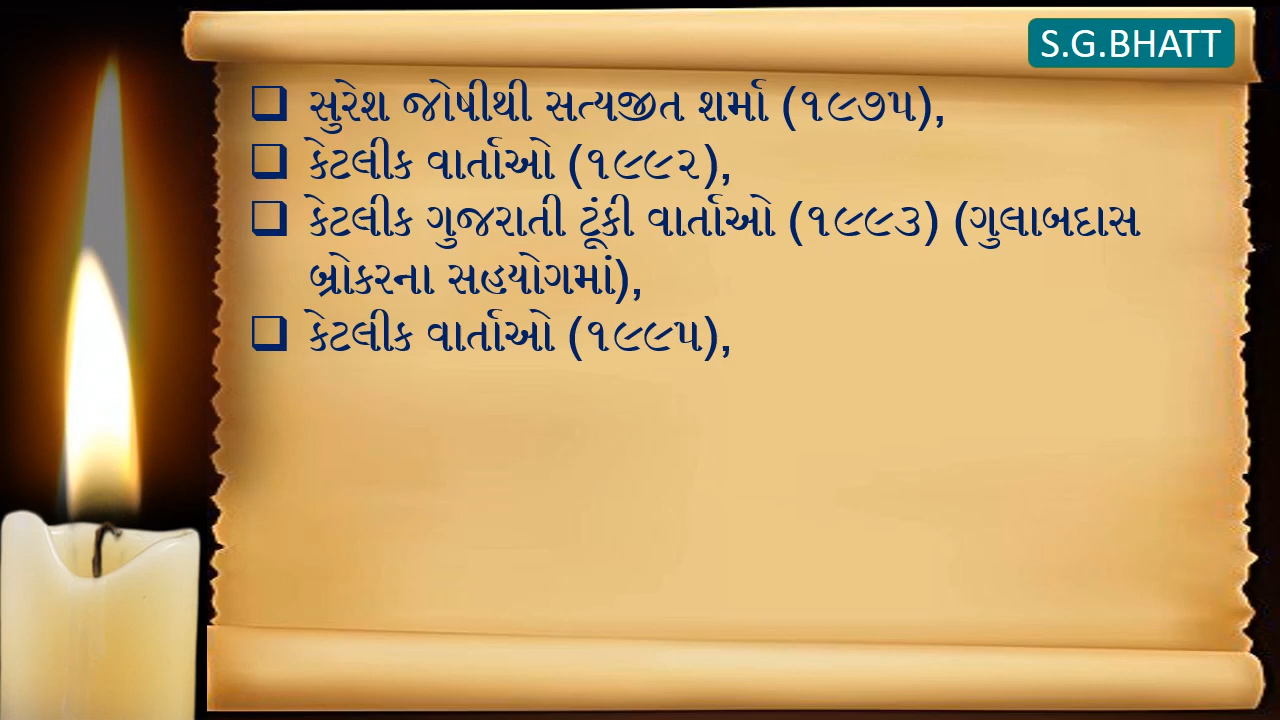 S.G.BHATT
❑ સુરેશ જોષીથી સત્યજીત શર્મા (૧૯૭૫),
❑ કેટલીક વાર્તાઓ (૧૯૯૨),
❑ કેટલીક ગુજરાતી ટૂંકી વાર્તાઓ (૧૯૯૩) (ગુલાબદાસ
બ્રોકરના સહયોગમાં),
❑ કેટલીક વાર્તાઓ (૧૯૯૫),